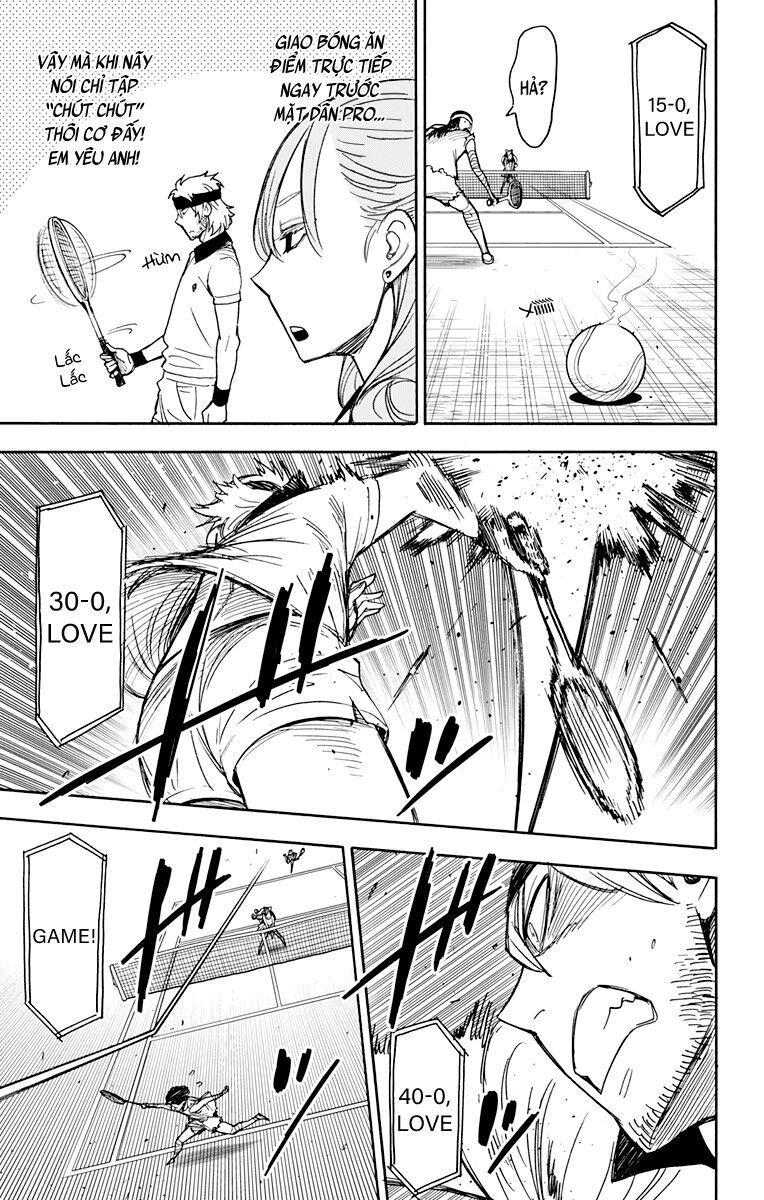 15-0,
LOVE
HẢ?
Xiiiiii
GIAO BÓNG ĂN
ĐIỂM TRỰC TIẾP
NGAY TRƯỚC
MẶT DÂN PRO...
VẬY MÀ KHI NÃY
NÓI CHỈ TẬP
“CHÚT CHÚT”
THÔI CƠ ĐẤY!
EM YÊU ANH!
HỪM
LẮC
LẮC
30-0,
LOVE
40-0,
LOVE
GAME!